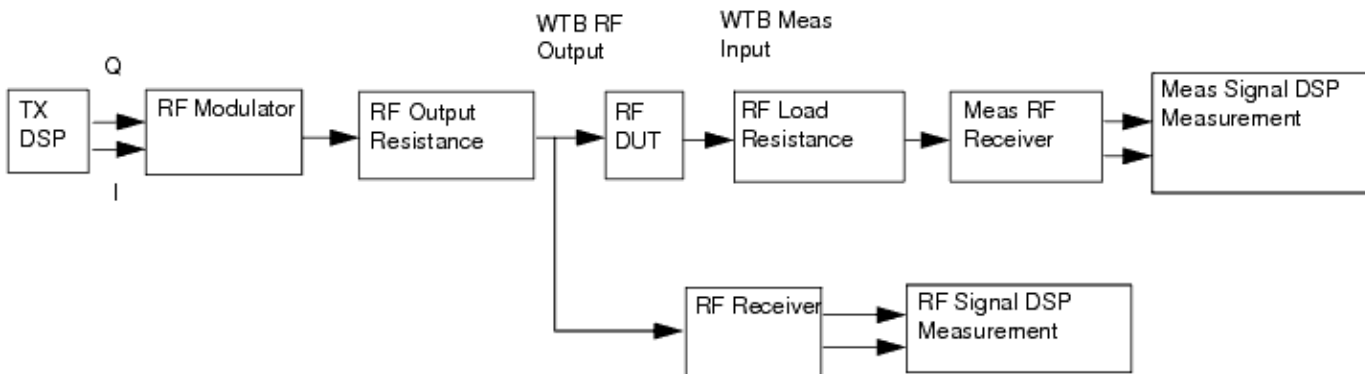 WTB RF
Output
WTB Meas
Input
Q
TX
DSP
I
RF Modulator
RF Output
Resistance
RF
DUT
RF Load
Resistance
Meas RF
Receiver
Meas Signal DSP
Measurement
RF Receiver
RF Signal DSP
Measurement